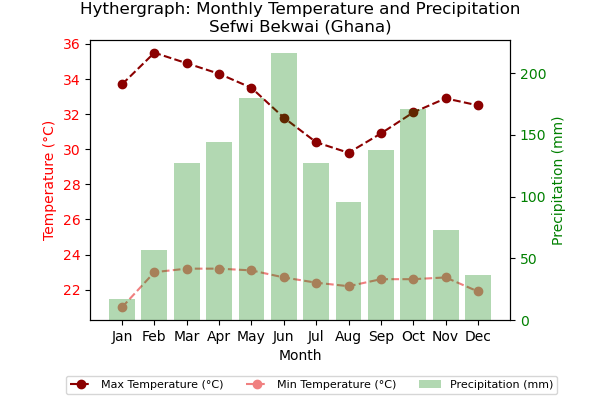 Hythergraph: Monthly Temperature and Precipitation
Sefwi Bekwai (Ghana)
Temperature (°C)
36
34
32
30
28
26
24
22
Precipitation (mm)
200
150
100
50
0
Jan Feb Mar Apr May Jun Jul Aug Sep Oct Nov Dec
Month
Max Temperature (°C) Min Temperature (°C) Precipitation (mm)